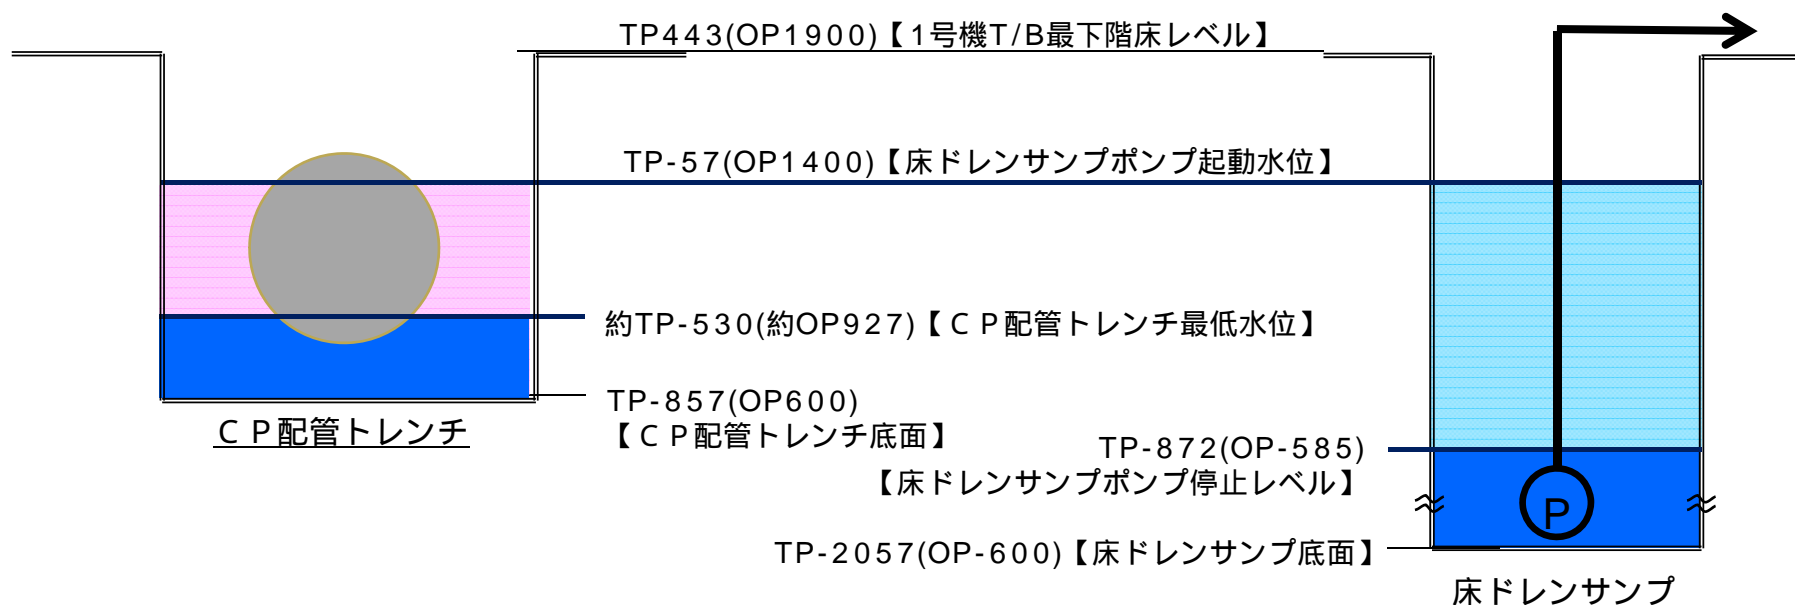 TP443(OP1900)【1号機T/B最下階床レベル】
TP-57(OP1400)【床ドレンサンプポンプ起動水位】
約TP-530(約OP927)【ＣＰ配管トレンチ最低水位】
TP-857(OP600)
【ＣＰ配管トレンチ底面】
ＣＰ配管トレンチ
TP-872(OP-585)
【床ドレンサンプポンプ停止レベル】
P
TP-2057(OP-600)【床ドレンサンプ底面】
床ドレンサンプ